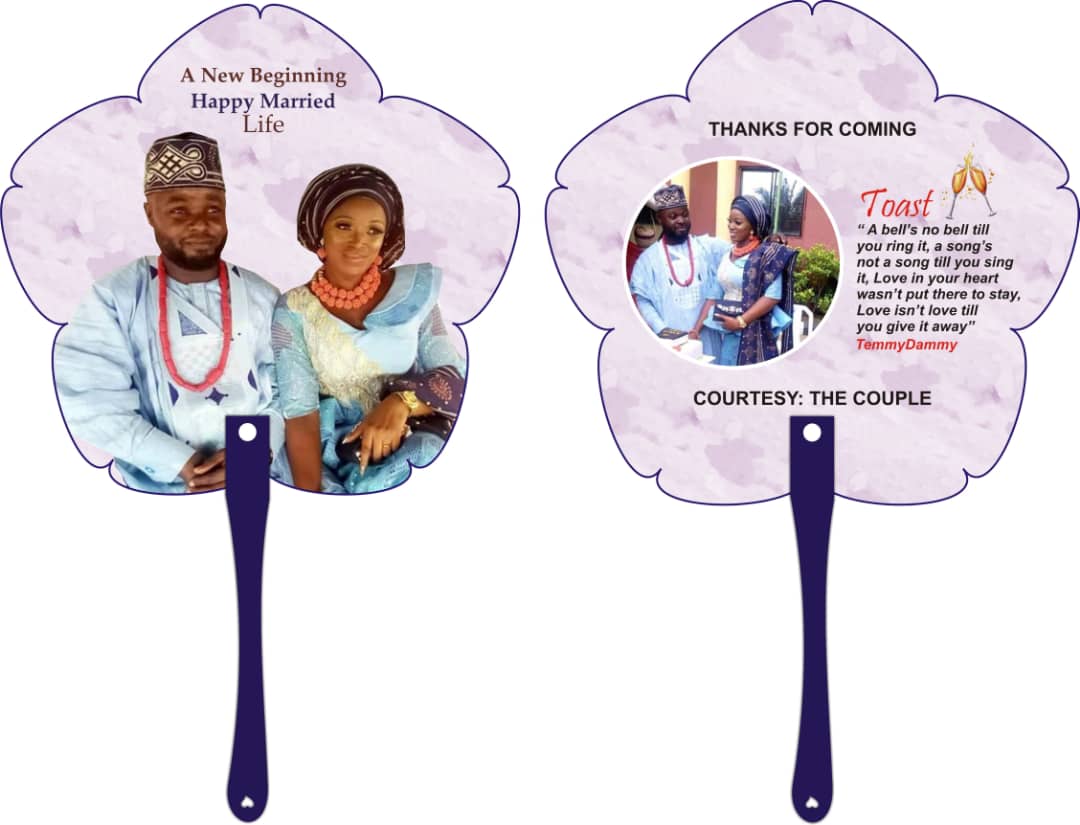 A New Beginning
Happy Married
Life
THANKS FOR COMING
Toast
“ A bell’s no bell till
you ring it, a song’s
not a song till you sing
it, Love in your heart
wasn’t put there to stay,
Love isn’t love till
you give it away”
TemmyDammy
COURTESY: THE COUPLE